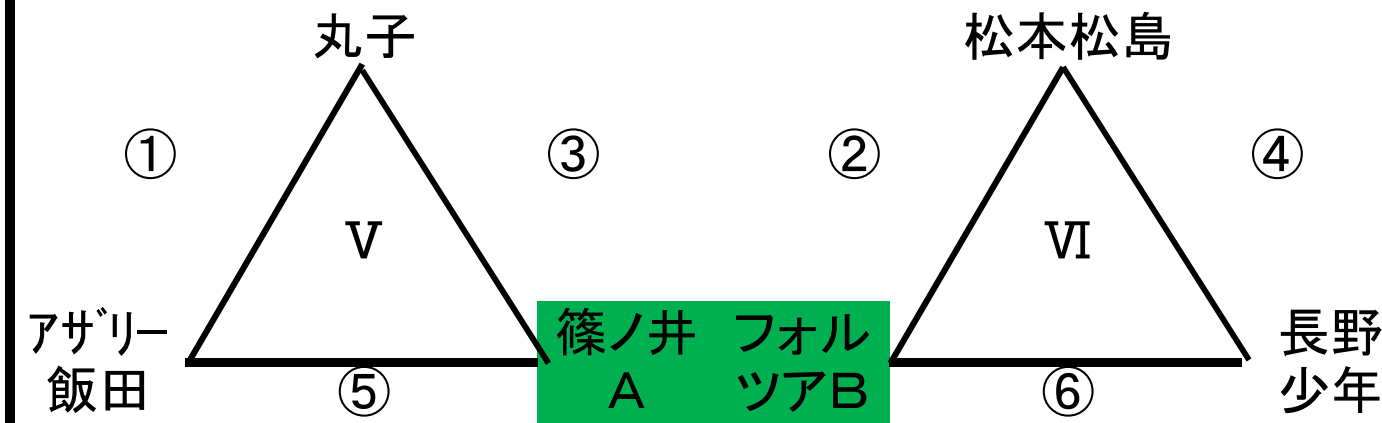 丸子
松本松島
①
③
②
④
Ⅴ
Ⅵ
ｱｻﾞﾘｰ
飯田
篠ノ井
A
フォル
ツアB
長野
少年
⑤
⑥